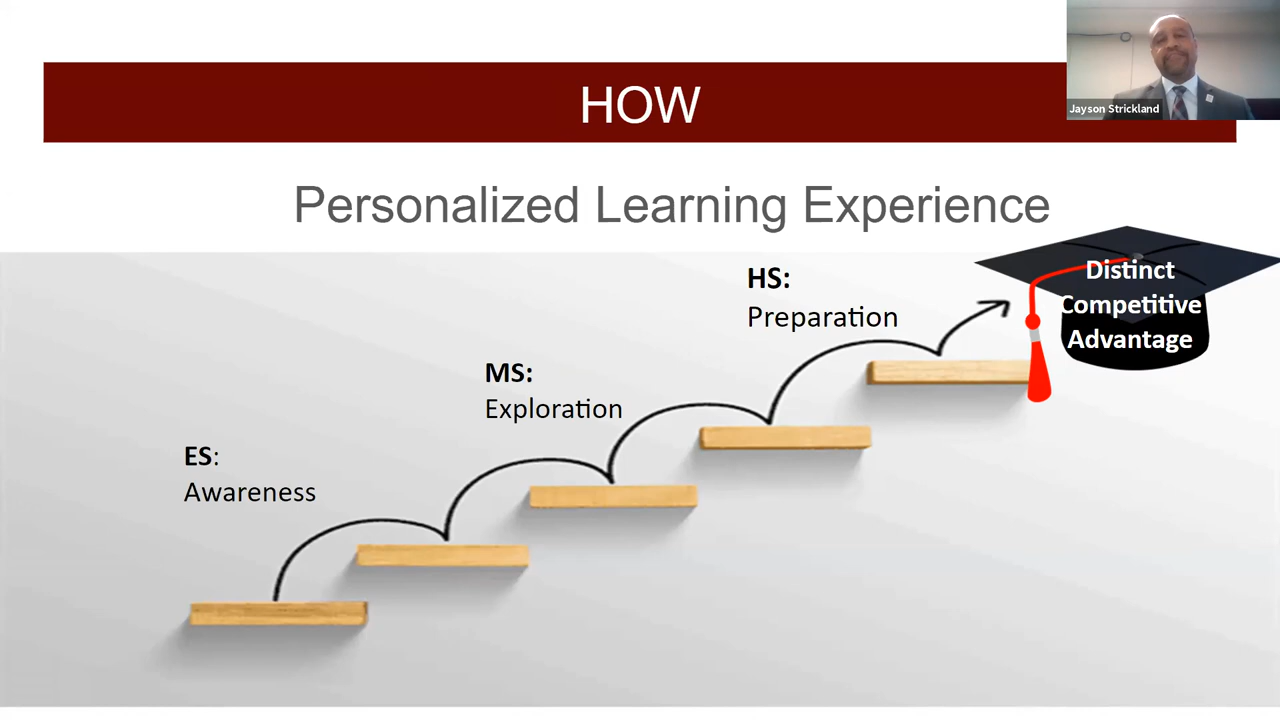 HOW
Jayson Strickland
Personalized Learning Experience
HS:
Preparation
Distinct
Competitive
Advantage
MS:
Exploration
ES:
Awareness